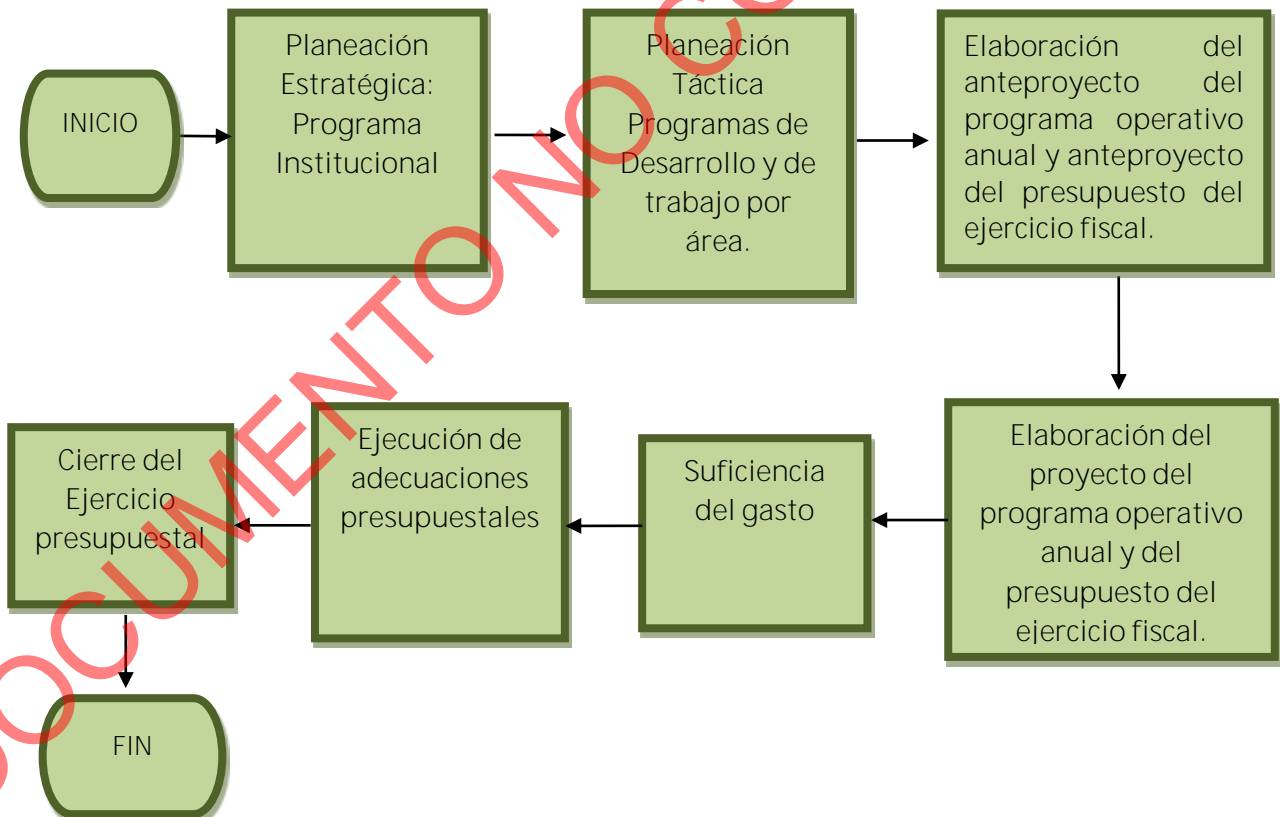 INICIO
Planeación
Estratégica:
Programa
Institucional
Planeación
Táctica
Programas de
Desarrollo y de
trabajo por
área.
Elaboración del
anteproyecto del
programa operativo
anual y anteproyecto
del presupuesto del
ejercicio fiscal.
Elaboración del
proyecto del
programa operativo
anual y del
presupuesto del
ejercicio fiscal.
Suficiencia
del gasto
Ejecución de
adecuaciones
presupuestales
Cierre del
Ejercicio
presupuestal
FIN
DOCUMENTO NO